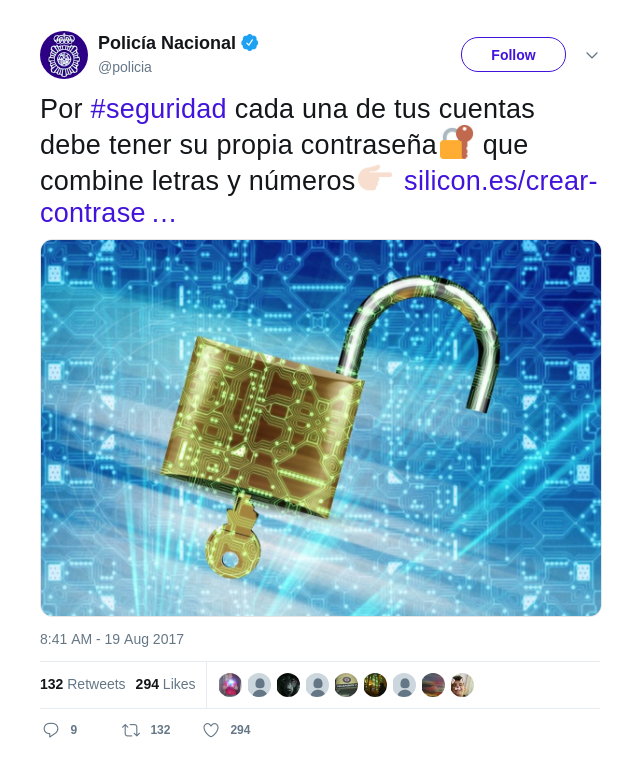 Policía Nacional
@policia
Follow
Por #seguridad cada una de tus cuentas
debe tener su propia contraseña🔐 que
combine letras y números👉🏻 silicon.es/crear-
contrase …
8:41 AM - 19 Aug 2017
132 Retweets 294 Likes
9 132 294